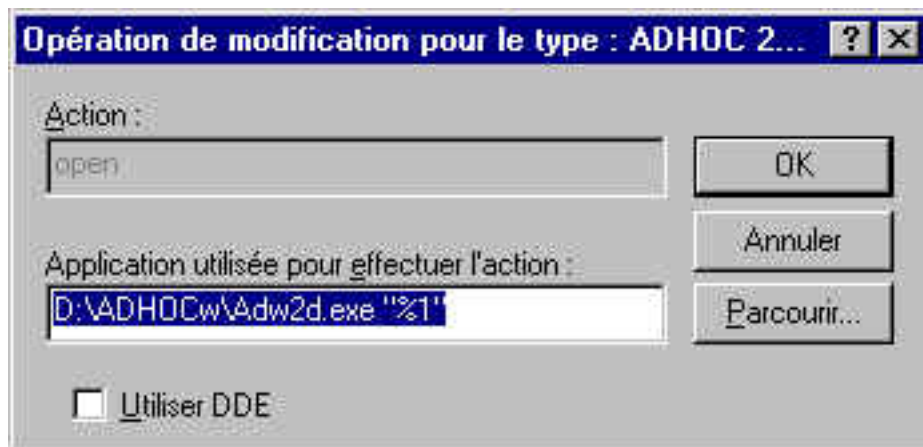 Opération de modification pour le type : ADHOC 2...
Action :
open
OK
Annuler
Application utilisée pour effectuer l'action :
D:\ADHOCw\Adw2d.exe "%1"
Parcourir...
Utiliser DDE